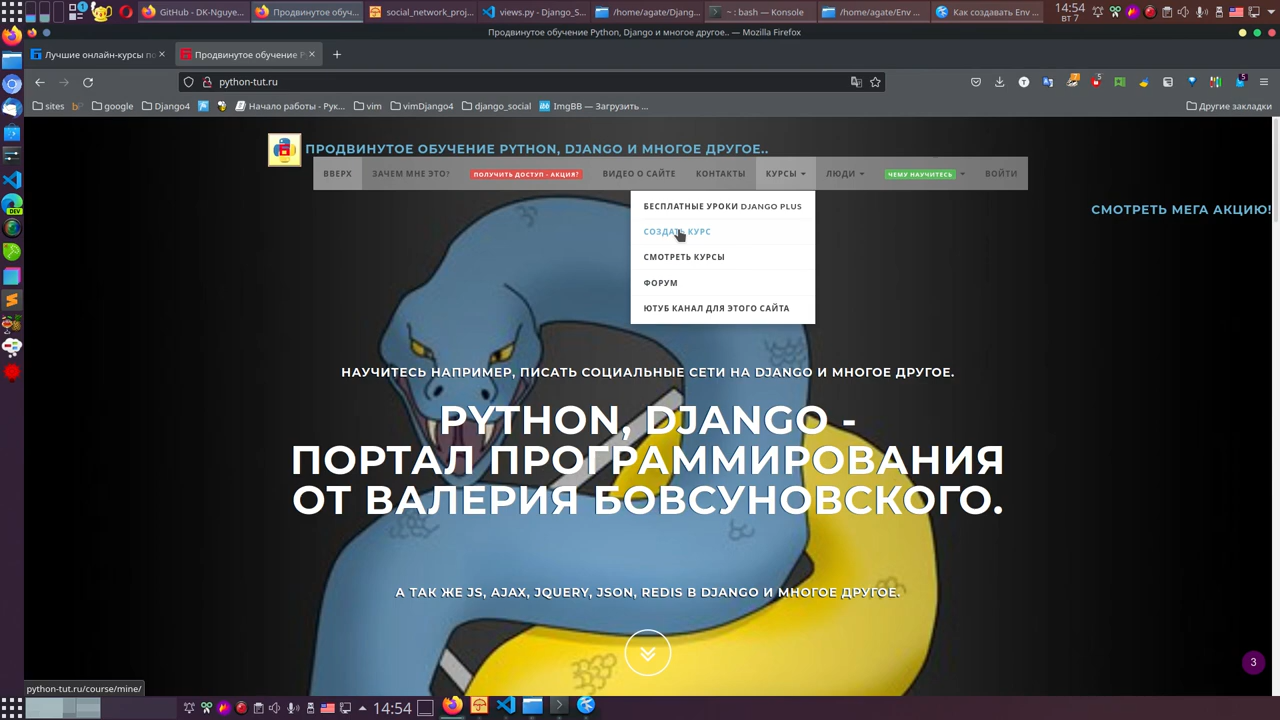 GitHub - DK-Nguye...
Продвинутое обуч...
social_network_proj...
views.py - Django_S...
/home/agate/Djang...
~ : bash — Konsole
/home/agate/Env ...
Как создавать Env ...
14:54
вт 7
Продвинутое обучение Python, Django и многое другое.. — Mozilla Firefox
Лучшие онлайн-курсы по
Продвинутое обучение P
python-tut.ru
sites
google
Django4
Начало работы - Рук...
vim
vimDjango4
django_social
ImgBB — Загрузить ...
Другие закладки
ПРОДВИНУТОЕ ОБУЧЕНИЕ PYTHON, DJANGO И МНОГОЕ ДРУГОЕ..
ВВЕРХ
ЗАЧЕМ МНЕ ЭТО?
ПОЛУЧИТЬ ДОСТУП - АКЦИЯ?
ВИДЕО О САЙТЕ
КОНТАКТЫ
КУРСЫ
ЛЮДИ
ЧЕМУ НАУЧИТЕСЬ
ВОЙТИ
БЕСПЛАТНЫЕ УРОКИ DJANGO PLUS
СОЗДАТЬ КУРС
СМОТРЕТЬ КУРСЫ
ФОРУМ
ЮТУБ КАНАЛ ДЛЯ ЭТОГО САЙТА
СМОТРЕТЬ МЕГА АКЦИЮ!
НАУЧИТЕСЬ НАПРИМЕР, ПИСАТЬ СОЦИАЛЬНЫЕ СЕТИ НА DJANGO И МНОГОЕ ДРУГОЕ.
PYTHON, DJANGO -
ПОРТАЛ ПРОГРАММИРОВАНИЯ
ОТ ВАЛЕРИЯ БОВСУНОВСКОГО.
А ТАК ЖЕ JS, AJAX, JQUERY, JSON, REDIS В DJANGO И МНОГОЕ ДРУГОЕ.
3
python-tut.ru/course/mine/
14:54